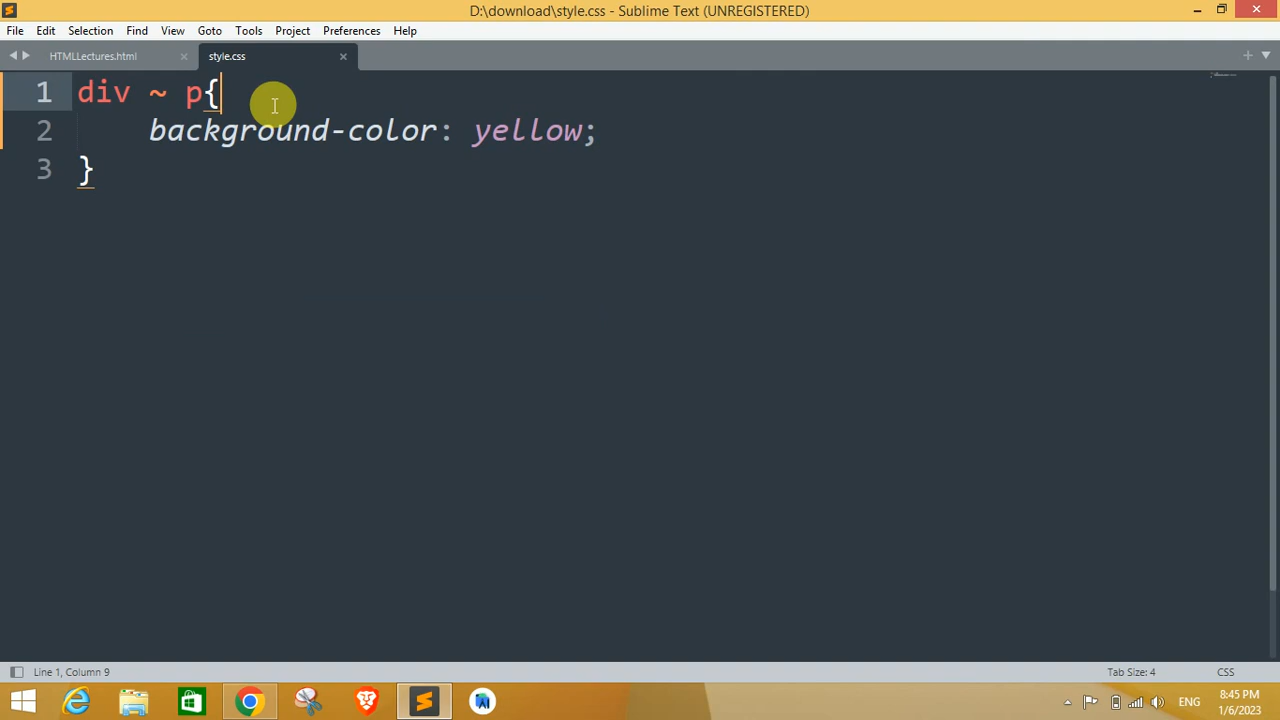 D:\download\style.css - Sublime Text (UNREGISTERED)
File Edit Selection Find View Goto Tools Project Preferences Help
HTMLLectures.html style.css
1 div ~ p{
2 background-color: yellow;
3 }
Line 1, Column 9 Tab Size: 4 CSS
ENG 8:45 PM
1/6/2023